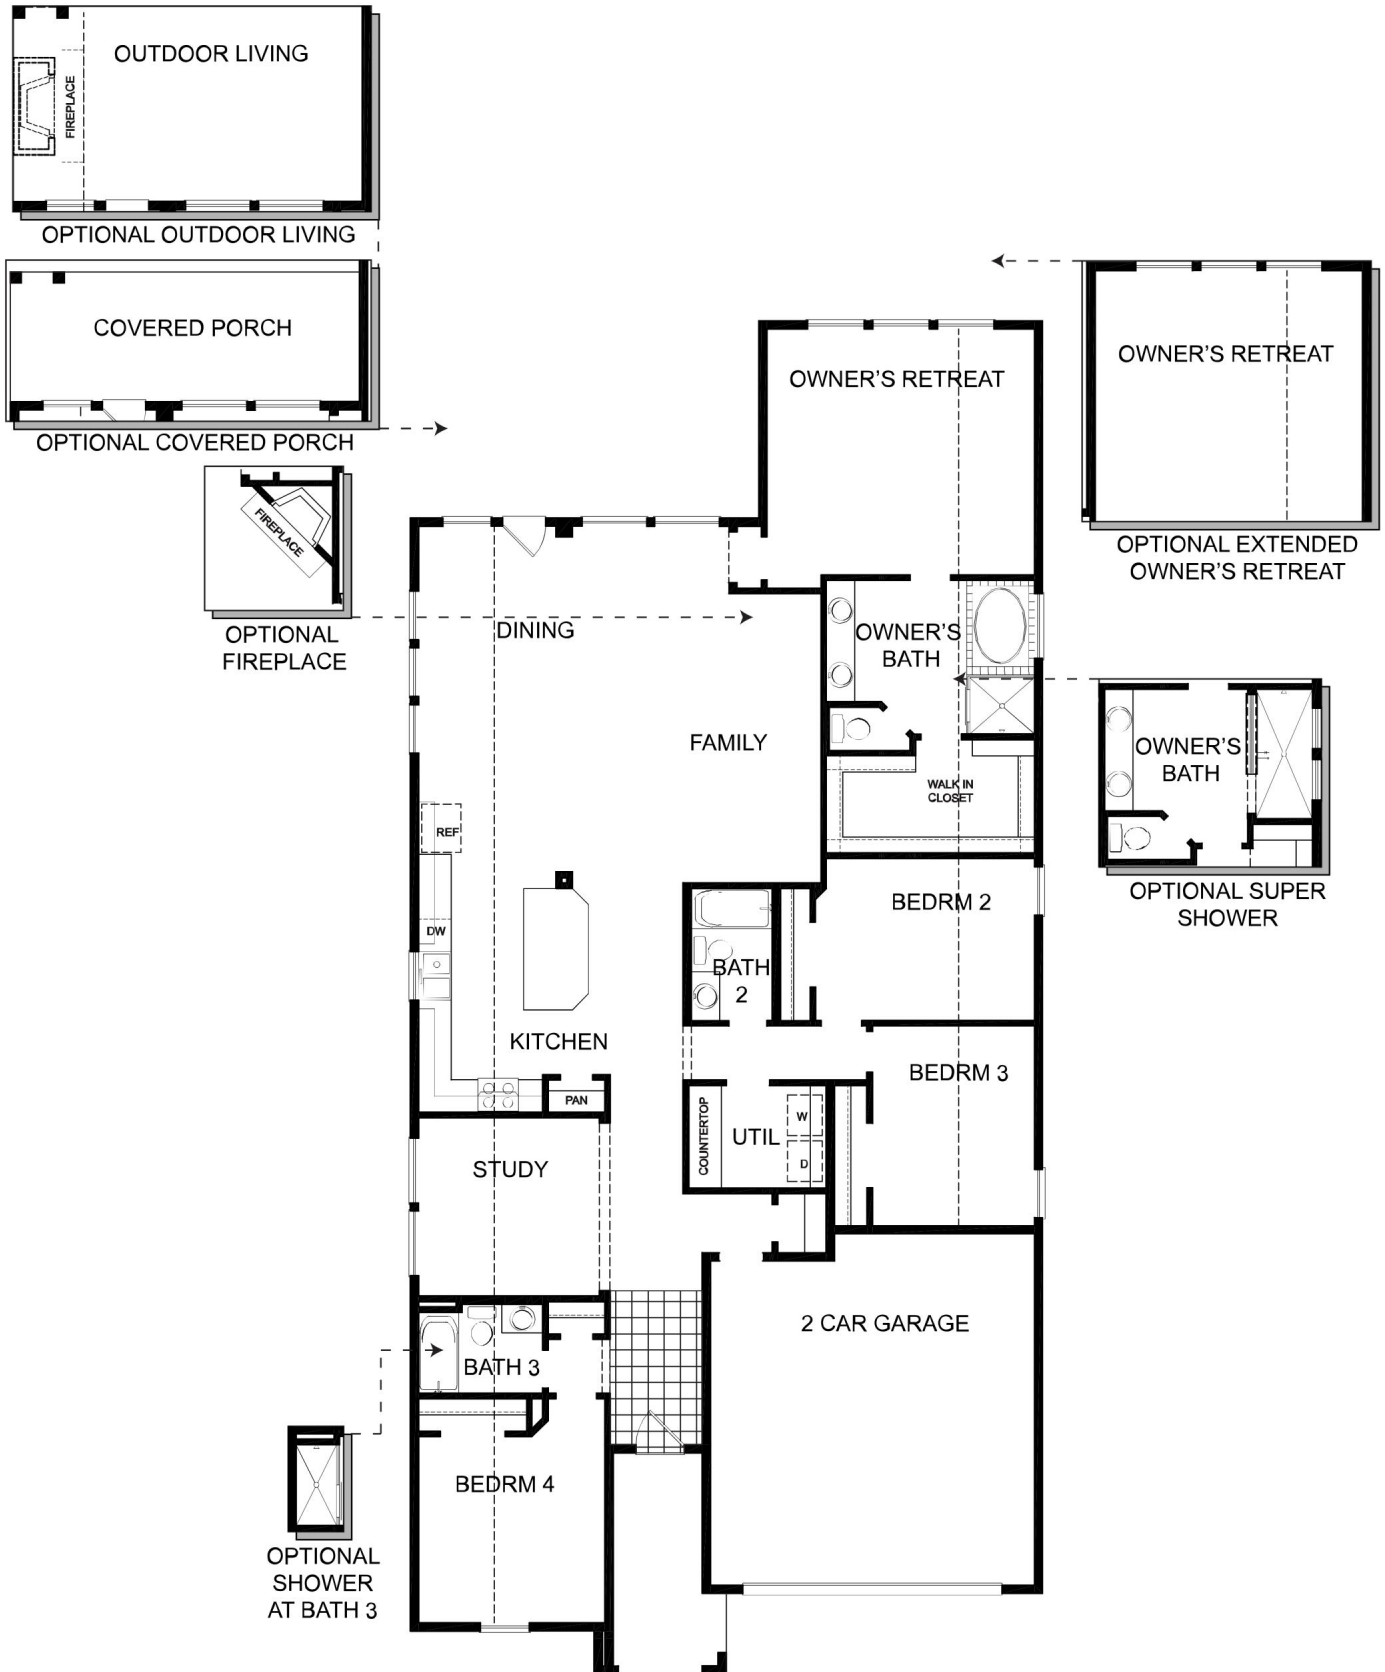 OUTDOOR LIVING
FIREPLACE
OPTIONAL OUTDOOR LIVING
COVERED PORCH
OPTIONAL COVERED PORCH
FIREPLACE
OPTIONAL
FIREPLACE
OWNER'S RETREAT
OWNER'S RETREAT
OPTIONAL EXTENDED
OWNER'S RETREAT
DINING
OWNER'S
BATH
FAMILY
WALK IN
CLOSET
OWNER'S
BATH
OPTIONAL SUPER
SHOWER
REF
DW
BEDRM 2
BATH
2
KITCHEN
PAN
BEDRM 3
COUNTERTOP
UTIL
W
D
STUDY
2 CAR GARAGE
BATH 3
BEDRM 4
OPTIONAL
SHOWER
AT BATH 3